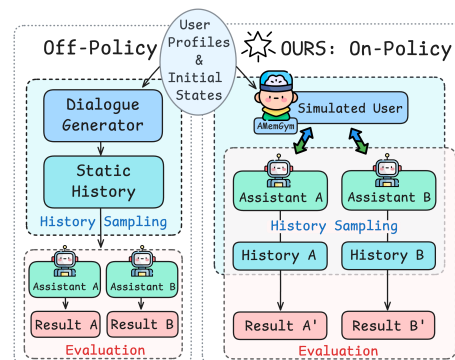 User
Profiles
&
Initial
States
Off-Policy
OURS: On-Policy
Dialogue
Generator
Static
History
History Sampling
Assistant A
Assistant B
Result A
Result B
Evaluation
Simulated User
AMemGym
Assistant A
Assistant B
History Sampling
History A
History B
Result A'
Result B'
Evaluation